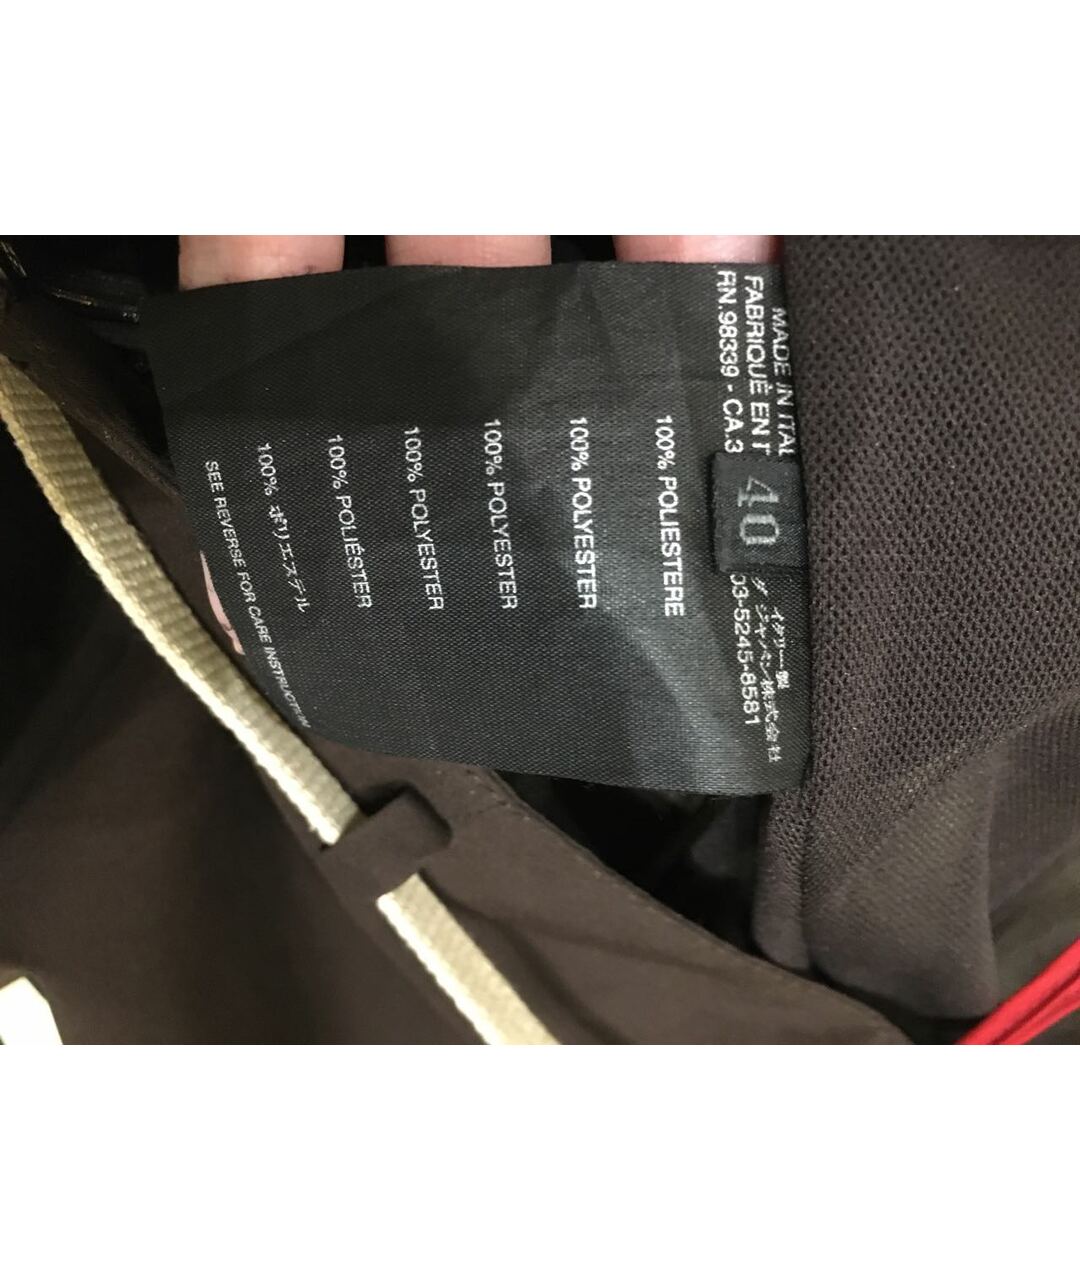 MADE IN ITAL
FABRIQUÉ EN I
RN.98339 - CA.3
40
イタリー製
ダ ジャパン株式会社
03-5245-8581
100% POLIESTERE
100% POLYESTER
100% POLYESTER
100% POLYESTER
100% POLIÉSTER
100% ポリエステル
SEE REVERSE FOR CARE INSTRUCTION